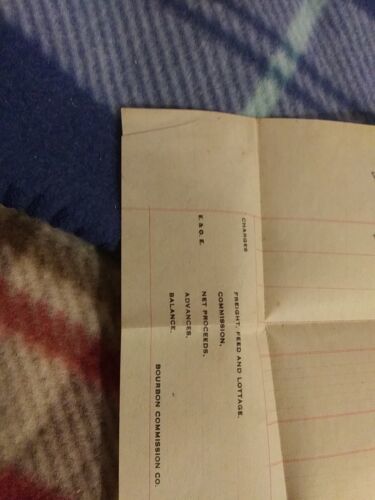 CHARGES
FREIGHT, FEED AND LOTTAGE,
COMMISSION,
E. & O. E. NET PROCEEDS,
ADVANCES,
BALANCE,
BOURBON COMMISSION CO.